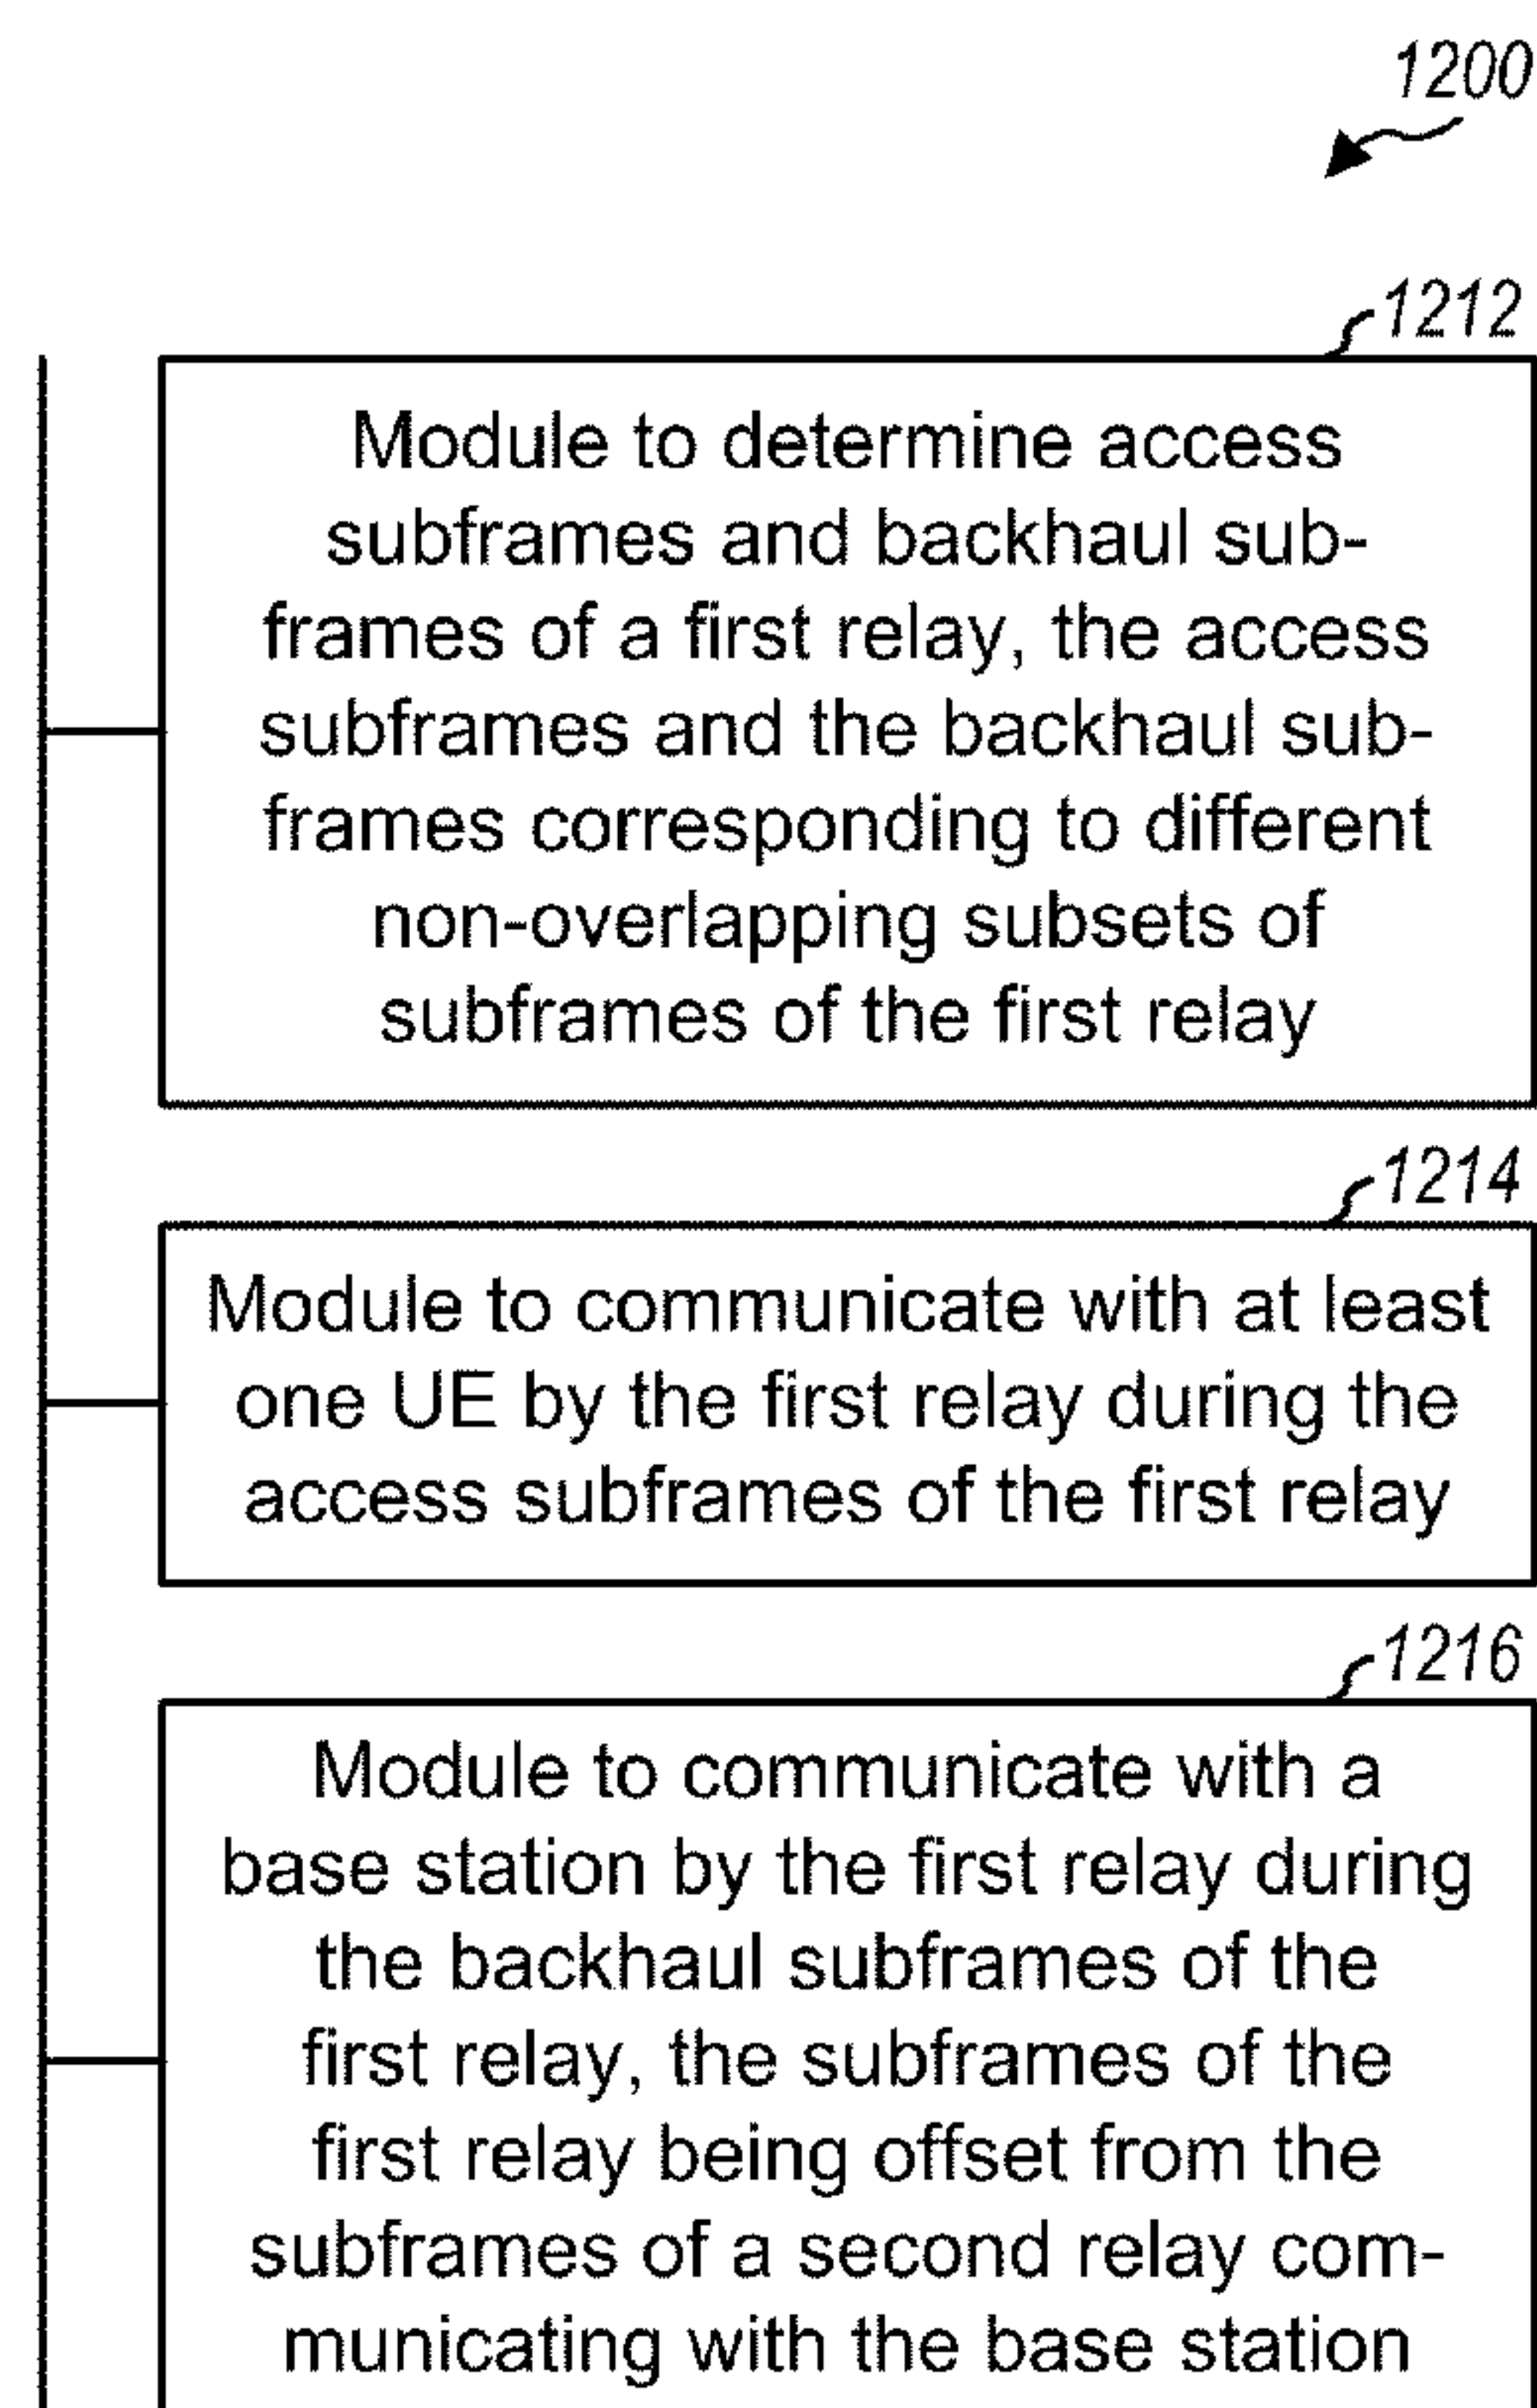 1200
1212
Module to determine access
subframes and backhaul sub-
frames of a first relay, the access
subframes and the backhaul sub-
frames corresponding to different
non-overlapping subsets of
subframes of the first relay
1214
Module to communicate with at least
one UE by the first relay during the
access subframes of the first relay
1216
Module to communicate with a
base station by the first relay during
the backhaul subframes of the
first relay, the subframes of the
first relay being offset from the
subframes of a second relay com-
municating with the base station